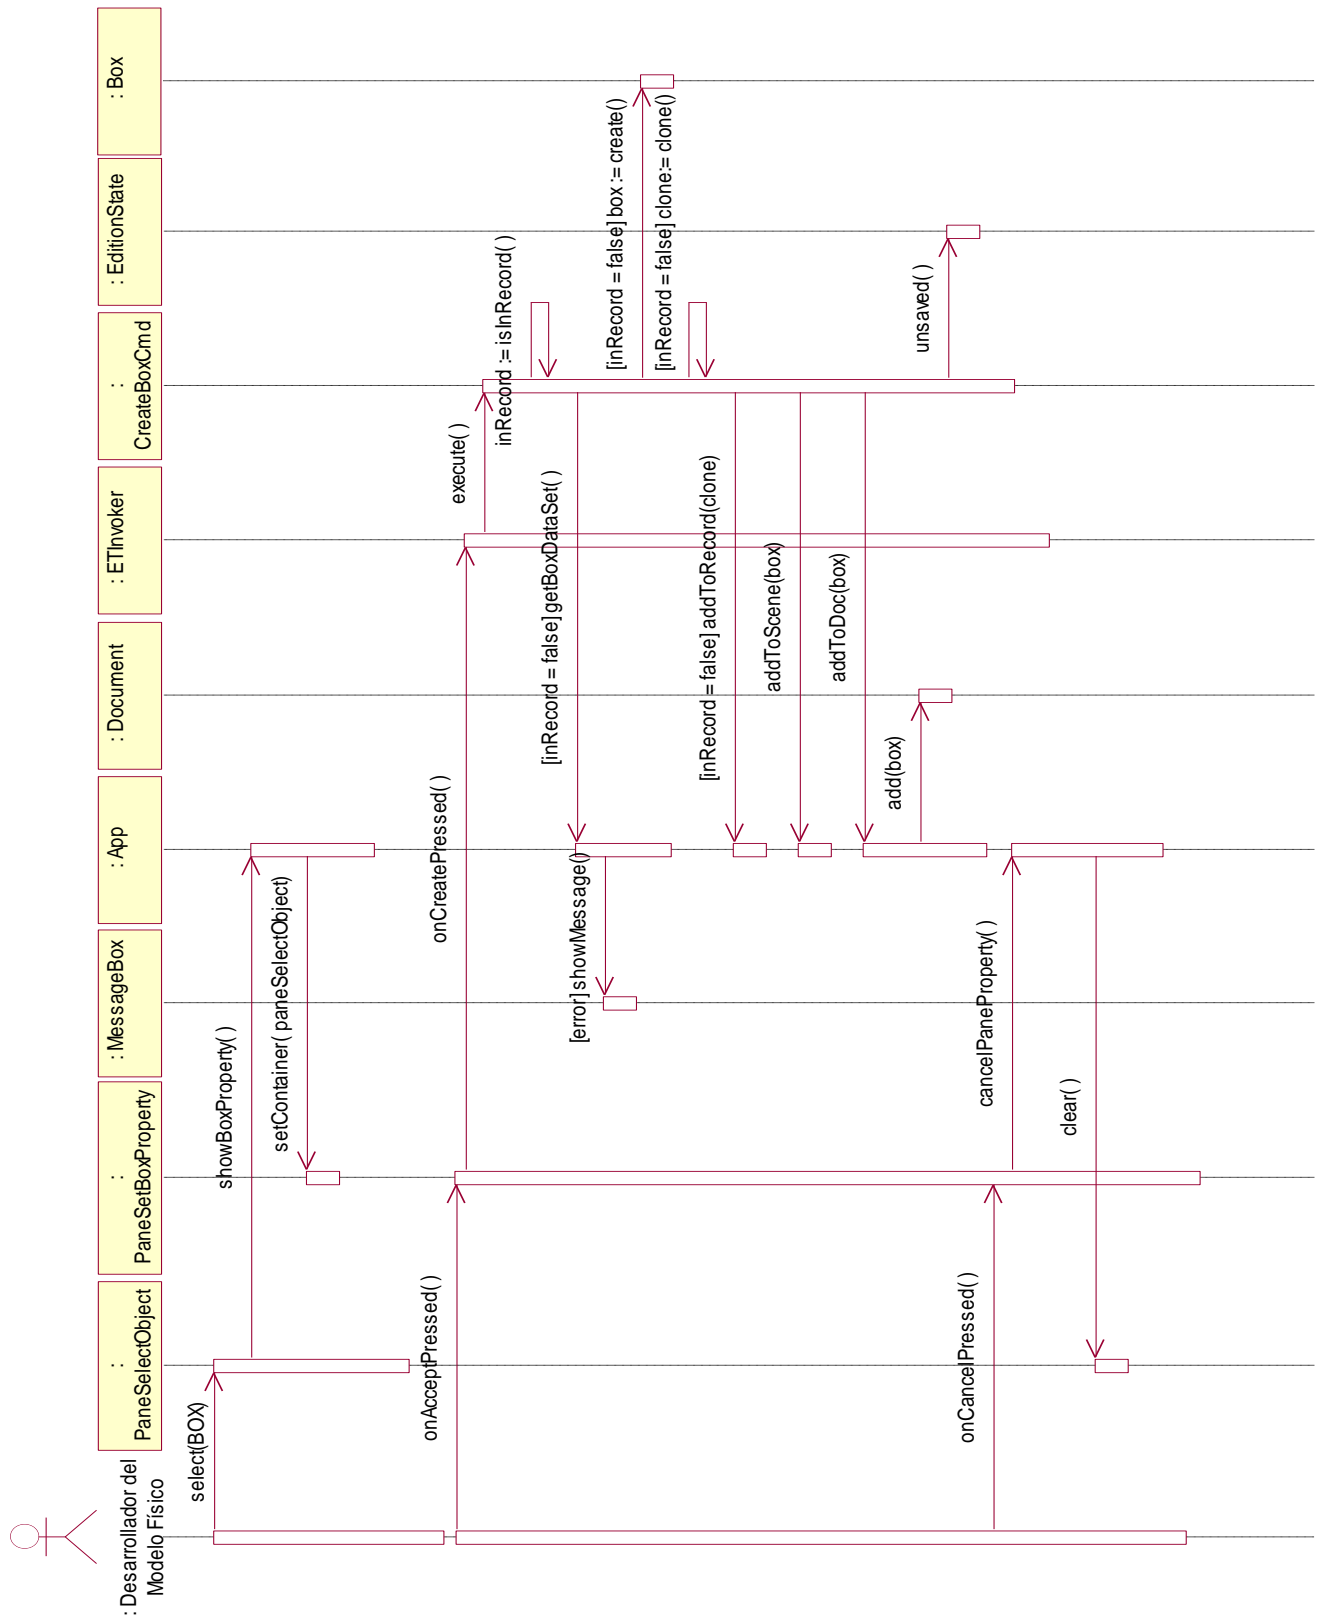 : Desarrollador del
Modelo Físico
:
PaneSelectObject
:
PaneSetBoxProperty
: MessageBox
: App
: Document
: ETInvoker
:
CreateBoxCmd
: EditionState
: Box
select(BOX)
showBoxProperty( )
setContainer( paneSelectObject)
onAcceptPressed( )
onCreatePressed( )
execute( )
inRecord := isInRecord( )
[inRecord = false] getBoxDataSet( )
[error] showMessage()
[inRecord = false] box := create()
[inRecord = false] clone:= clone()
[inRecord = false] addToRecord(clone)
addToScene(box)
addToDoc(box)
add(box)
unsaved( )
onCancelPressed( )
cancelPaneProperty( )
clear( )